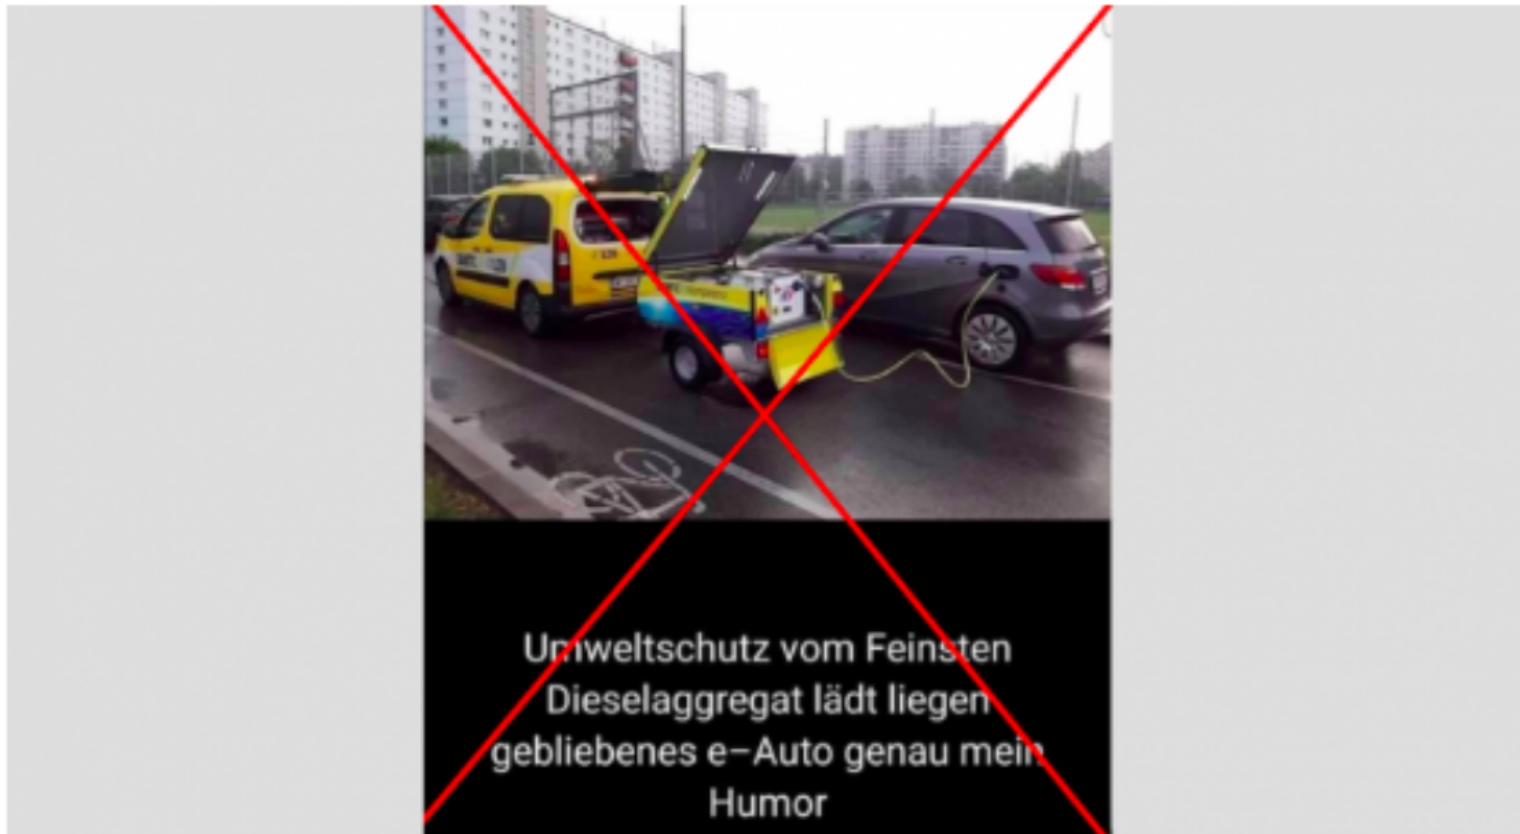 Umweltschutz vom Feinsten
Dieselaggregat lädt liegen
gebliebenes e-Auto genau mein
Humor